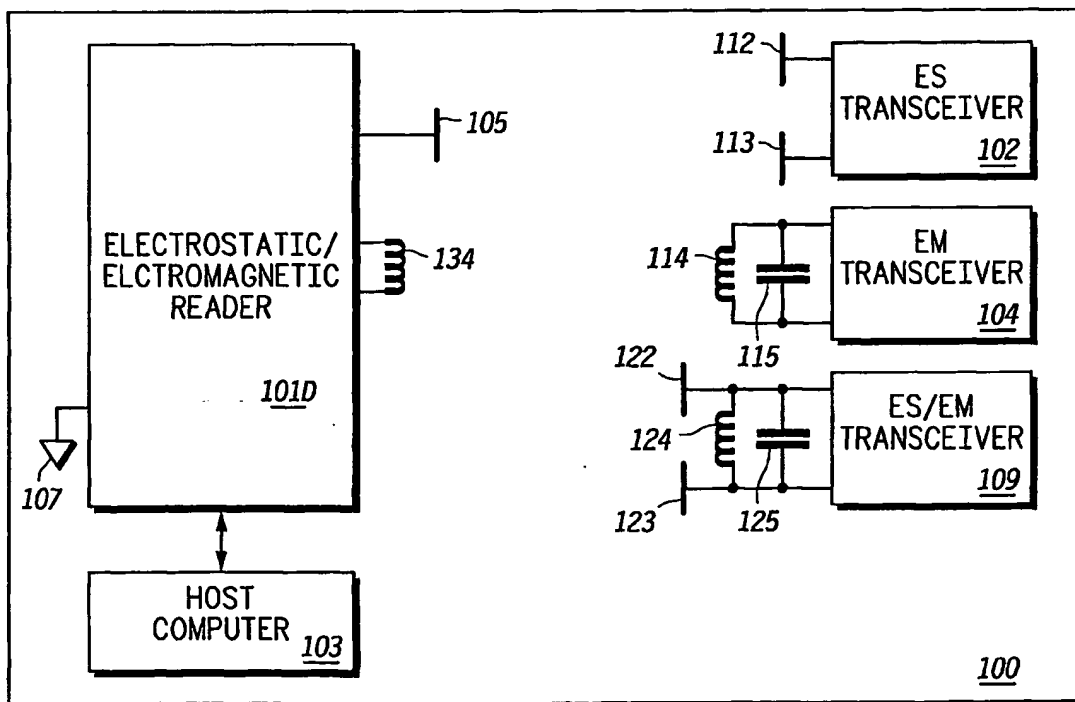 112
ES
TRANSCEIVER
102
105
113
ELECTROSTATIC/
ELCTROMAGNETIC
READER
134
114
EM
TRANSCEIVER
104
115
101D
122
ES/EM
TRANSCEIVER
109
124
107
123
125
HOST
COMPUTER
103
100